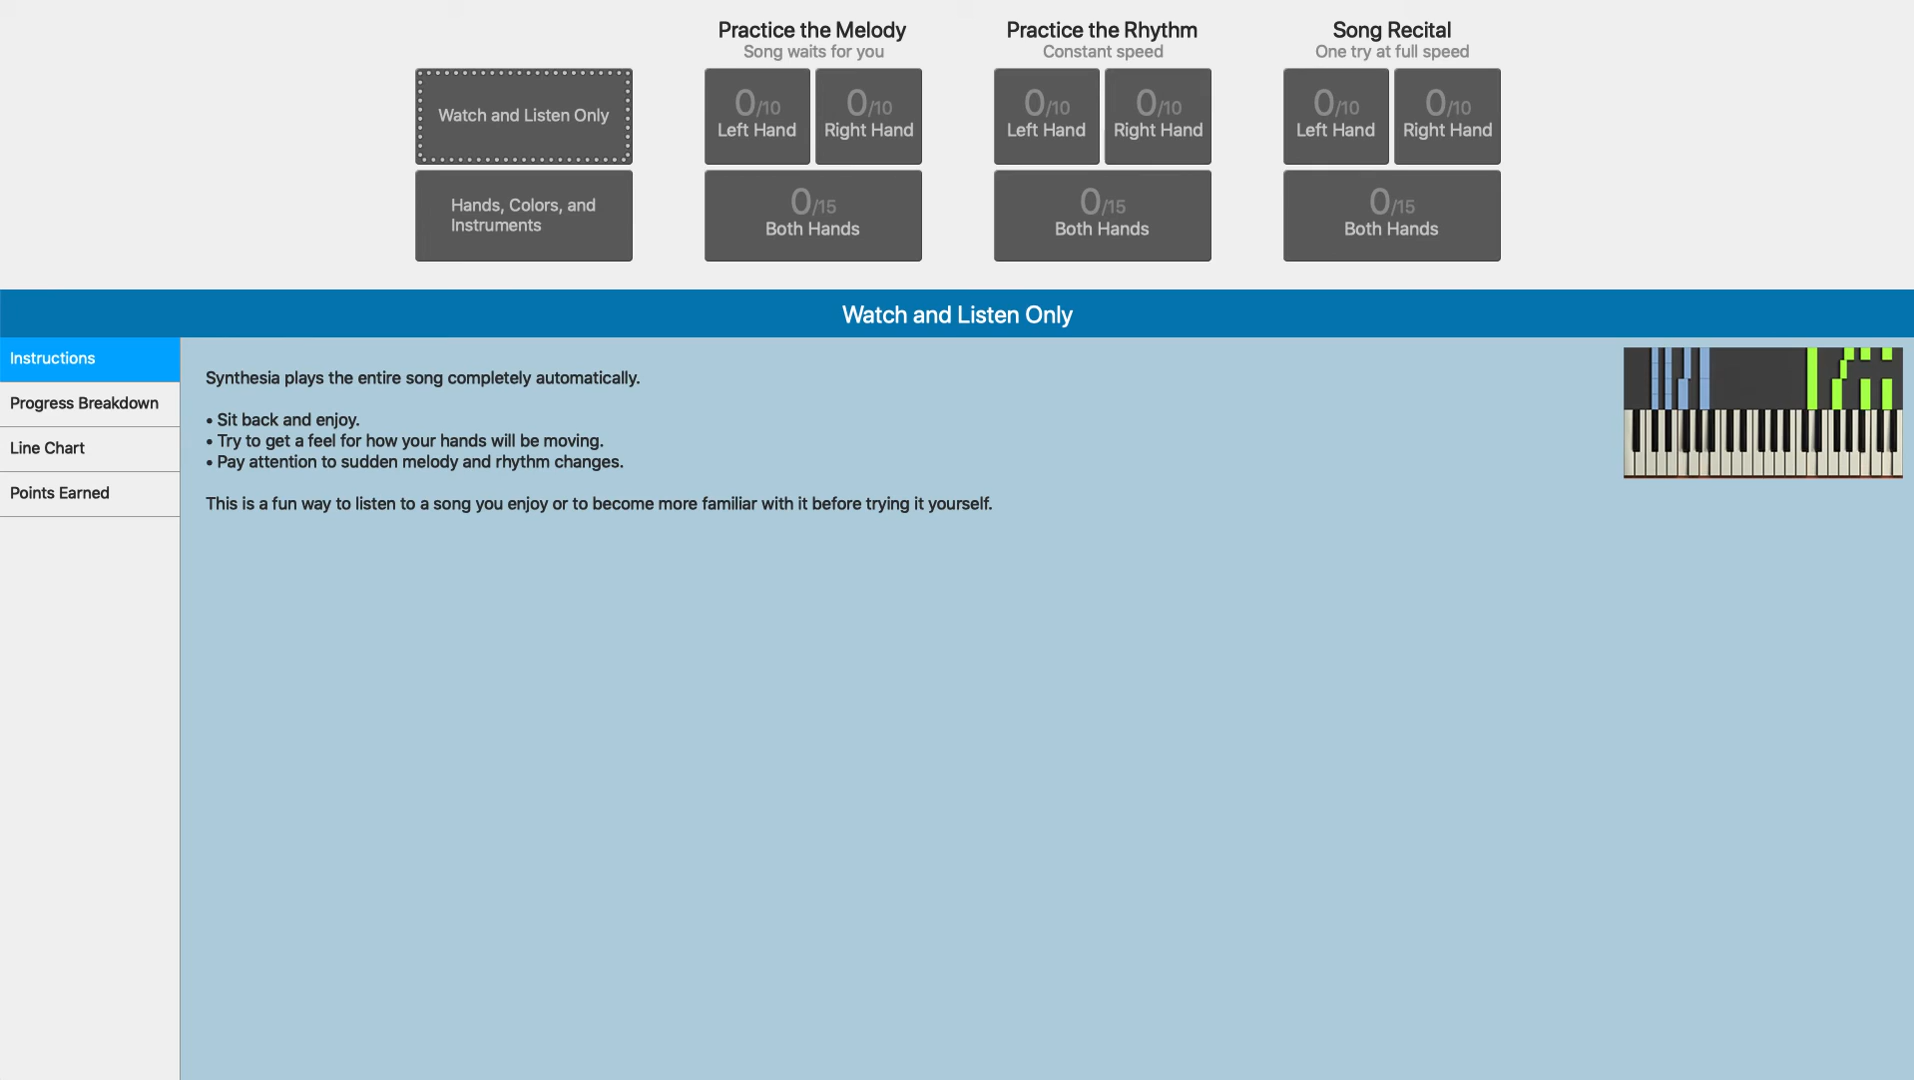 Practice the Melody
Song waits for you
Practice the Rhythm
Constant speed
Song Recital
One try at full speed
Watch and Listen Only
0/10
Left Hand
0/10
Right Hand
0/10
Left Hand
0/10
Right Hand
0/10
Left Hand
0/10
Right Hand
Hands, Colors, and
Instruments
0/15
Both Hands
0/15
Both Hands
0/15
Both Hands
Watch and Listen Only
Instructions
Progress Breakdown
Line Chart
Points Earned
Synthesia plays the entire song completely automatically.
• Sit back and enjoy.
• Try to get a feel for how your hands will be moving.
• Pay attention to sudden melody and rhythm changes.
This is a fun way to listen to a song you enjoy or to become more familiar with it before trying it yourself.